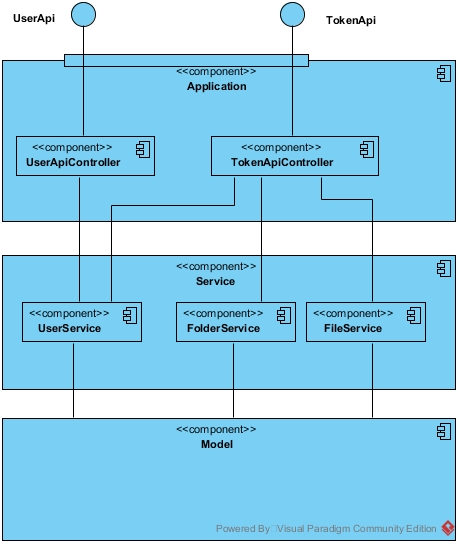 UserApi
TokenApi
<<component>>
Application
<<component>>
UserApiController
<<component>>
TokenApiController
<<component>>
Service
<<component>>
UserService
<<component>>
FolderService
<<component>>
FileService
<<component>>
Model
Powered By Visual Paradigm Community Edition